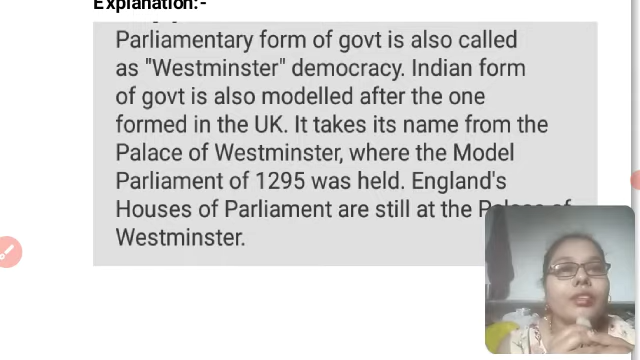 Explanation:-
Parliamentary form of govt is also called
as "Westminster" democracy. Indian form
of govt is also modelled after the one
formed in the UK. It takes its name from the
Palace of Westminster, where the Model
Parliament of 1295 was held. England's
Houses of Parliament are still at the Palace of
Westminster.